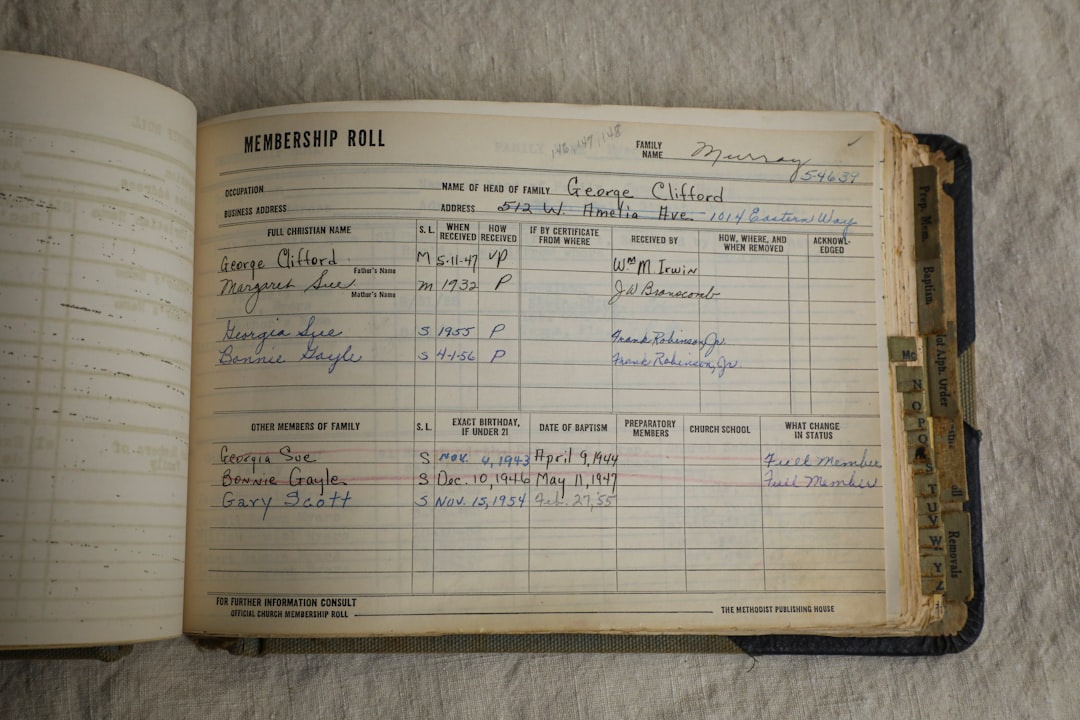 MEMBERSHIP ROLL
146 147 148
FAMILY NAME Murray
54639
OCCUPATION NAME OF HEAD OF FAMILY George Clifford
BUSINESS ADDRESS ADDRESS 512 W. Amelia Ave. - 1014 Eastern Way
FULL CHRISTIAN NAME S. L. WHEN RECEIVED HOW RECEIVED IF BY CERTIFICATE FROM WHERE RECEIVED BY HOW, WHERE, AND WHEN REMOVED ACKNOWL- EDGED
George Clifford M 5-11-47 VP Wm M Irwin
Father's Name
Margaret Sue m 1932 P J W Branscomb
Mother's Name
Georgia Sue S 1955 P Frank Robinson, Jr.
Bonnie Gayle S 4-1-56 P Frank Robinson, Jr.
OTHER MEMBERS OF FAMILY S. L. EXACT BIRTHDAY, IF UNDER 21 DATE OF BAPTISM PREPARATORY MEMBERS CHURCH SCHOOL WHAT CHANGE IN STATUS
Georgia Sue S Nov. 4, 1943 April 9, 1944 Full Member
Bonnie Gayle S Dec. 10, 1946 May 11, 1947 Full Member
Gary Scott S Nov. 15, 1954 Feb. 27, '55
FOR FURTHER INFORMATION CONSULT
OFFICIAL CHURCH MEMBERSHIP ROLL THE METHODIST PUBLISHING HOUSE
Prep. Mem.
Baptism
Alph. Order
Removals
Mc
N
O
P
S
T
U V
W
Y
Z